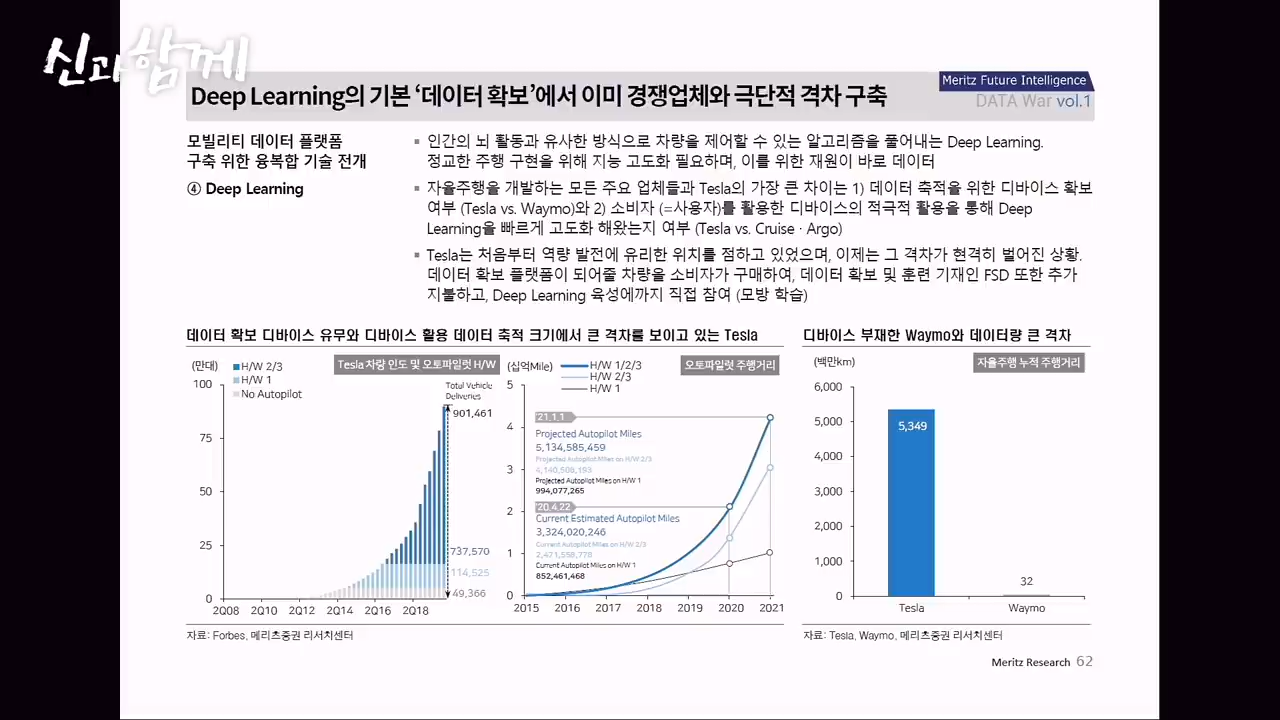 신과함께
Meritz Future Intelligence
DATA War vol.1
Deep Learning의 기본 ‘데이터 확보’에서 이미 경쟁업체와 극단적 격차 구축
모빌리티 데이터 플랫폼
구축 위한 융복합 기술 전개
④ Deep Learning
▪ 인간의 뇌 활동과 유사한 방식으로 차량을 제어할 수 있는 알고리즘을 풀어내는 Deep Learning.
정교한 주행 구현을 위해 지능 고도화 필요하며, 이를 위한 재원이 바로 데이터
▪ 자율주행을 개발하는 모든 주요 업체들과 Tesla의 가장 큰 차이는 1) 데이터 축적을 위한 디바이스 확보
여부 (Tesla vs. Waymo)와 2) 소비자 (=사용자)를 활용한 디바이스의 적극적 활용을 통해 Deep
Learning을 빠르게 고도화 해왔는지 여부 (Tesla vs. Cruise · Argo)
▪ Tesla는 처음부터 역량 발전에 유리한 위치를 점하고 있었으며, 이제는 그 격차가 현격히 벌어진 상황.
데이터 확보 플랫폼이 되어줄 차량을 소비자가 구매하여, 데이터 확보 및 훈련 기재인 FSD 또한 추가
지불하고, Deep Learning 육성에까지 직접 참여 (모방 학습)
데이터 확보 디바이스 유무와 디바이스 활용 데이터 축적 크기에서 큰 격차를 보이고 있는 Tesla
(만대)
H/W 2/3
H/W 1
No Autopilot
Tesla 차량 인도 및 오토파일럿 H/W
Total Vehicle
Deliveries
901,461
737,570
114,525
49,366
100
75
50
25
0
2Q08 2Q10 2Q12 2Q14 2Q16 2Q18
(십억Mile)
H/W 1/2/3
H/W 2/3
H/W 1
오토파일럿 주행거리
5
4
3
2
1
0
'21.1.1
Projected Autopilot Miles
5,134,585,459
Projected Autopilot Miles on H/W 2/3
4,140,508,193
Projected Autopilot Miles on H/W 1
994,077,265
'20.4.22
Current Estimated Autopilot Miles
3,324,020,246
Current Autopilot Miles on H/W 2/3
2,471,558,778
Current Autopilot Miles on H/W 1
852,461,468
2015 2016 2017 2018 2019 2020 2021
자료: Forbes, 메리츠증권 리서치센터
디바이스 부재한 Waymo와 데이터량 큰 격차
(백만km)
자율주행 누적 주행거리
6,000
5,000
4,000
3,000
2,000
1,000
0
5,349
32
Tesla Waymo
자료: Tesla, Waymo, 메리츠증권 리서치센터
Meritz Research 62